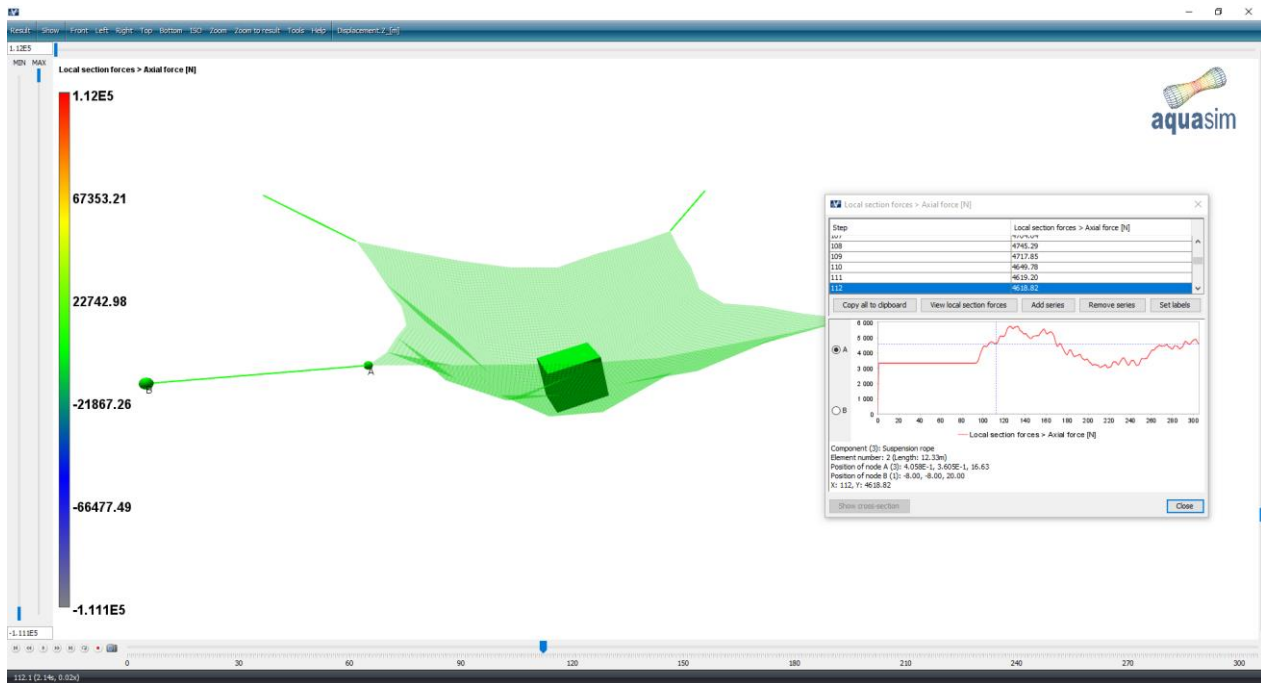 Result Show Front Left Right Top Bottom ISO Zoom Zoom to result Tools Help Displacement.Z_[m]
1.12E5
MIN MAX
Local section forces > Axial force [N]
1.12E5
67353.21
22742.98
-21867.26
-66477.49
-1.111E5
-1.111E5
aquasim
A
B
Local section forces > Axial force [N]
Step Local section forces > Axial force [N]
108 4745.29
109 4717.85
110 4649.78
111 4619.20
112 4618.82
Copy all to clipboard View local section forces Add series Remove series Set labels
A
B
6 000
5 000
4 000
3 000
2 000
1 000
0
0 20 40 60 80 100 120 140 160 180 200 220 240 260 280 300
Local section forces > Axial force [N]
Component (3): Suspension rope
Element number: 2 (Length: 12.33m)
Position of node A (3): 4.058E-1, 3.605E-1, 16.63
Position of node B (1): -8.00, -8.00, 20.00
X: 112, Y: 4618.82
Show cross-section Close
0 30 60 90 120 150 180 210 240 270 300
112.1 (2.14s, 0.02x)